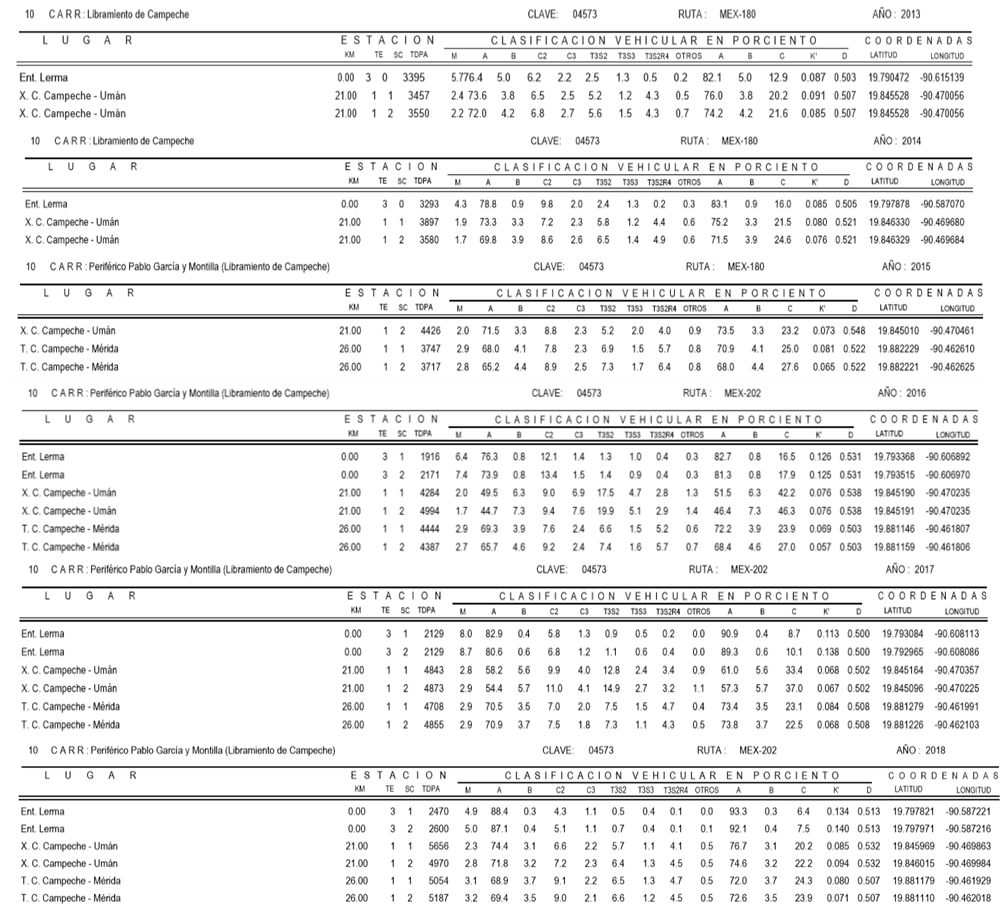 10 CARR: Libramiento de Campeche CLAVE: 04573 RUTA: MEX-180 AÑO: 2013
LUGAR ESTACION CLASIFICACION VEHICULAR EN PORCIENTO COORDENADAS
KM TE SC TDPA M A B C2 C3 T3S2 T3S3 T3S2R4 OTROS A B C K' D LATITUD LONGITUD
Ent. Lerma 0.00 3 0 3395 5.7 76.4 5.0 6.2 2.2 2.5 1.3 0.5 0.2 82.1 5.0 12.9 0.087 0.503 19.790472 -90.615139
X. C. Campeche - Umán 21.00 1 1 3457 2.4 73.6 3.8 6.5 2.5 5.2 1.2 4.3 0.5 76.0 3.8 20.2 0.091 0.507 19.845528 -90.470056
X. C. Campeche - Umán 21.00 1 2 3550 2.2 72.0 4.2 6.8 2.7 5.6 1.5 4.3 0.7 74.2 4.2 21.6 0.085 0.507 19.845528 -90.470056
10 CARR: Libramiento de Campeche CLAVE: 04573 RUTA: MEX-180 AÑO: 2014
LUGAR ESTACION CLASIFICACION VEHICULAR EN PORCIENTO COORDENADAS
KM TE SC TDPA M A B C2 C3 T3S2 T3S3 T3S2R4 OTROS A B C K' D LATITUD LONGITUD
Ent. Lerma 0.00 3 0 3293 4.3 78.8 0.9 9.8 2.0 2.4 1.3 0.2 0.3 83.1 0.9 16.0 0.085 0.505 19.797878 -90.587070
X. C. Campeche - Umán 21.00 1 1 3897 1.9 73.3 3.3 7.2 2.3 5.8 1.2 4.4 0.6 75.2 3.3 21.5 0.080 0.521 19.846330 -90.469680
X. C. Campeche - Umán 21.00 1 2 3580 1.7 69.8 3.9 8.6 2.6 6.5 1.4 4.9 0.6 71.5 3.9 24.6 0.076 0.521 19.846329 -90.469684
10 CARR: Periférico Pablo García y Montilla (Libramiento de Campeche) CLAVE: 04573 RUTA: MEX-180 AÑO: 2015
LUGAR ESTACION CLASIFICACION VEHICULAR EN PORCIENTO COORDENADAS
KM TE SC TDPA M A B C2 C3 T3S2 T3S3 T3S2R4 OTROS A B C K' D LATITUD LONGITUD
X. C. Campeche - Umán 21.00 1 2 4426 2.0 71.5 3.3 8.8 2.3 5.2 2.0 4.0 0.9 73.5 3.3 23.2 0.073 0.548 19.845010 -90.470461
T. C. Campeche - Mérida 26.00 1 1 3747 2.9 68.0 4.1 7.8 2.3 6.9 1.5 5.7 0.8 70.9 4.1 25.0 0.081 0.522 19.882229 -90.462610
T. C. Campeche - Mérida 26.00 1 2 3717 2.8 65.2 4.4 8.9 2.5 7.3 1.7 6.4 0.8 68.0 4.4 27.6 0.065 0.522 19.882221 -90.462625
10 CARR: Periférico Pablo García y Montilla (Libramiento de Campeche) CLAVE: 04573 RUTA: MEX-202 AÑO: 2016
LUGAR ESTACION CLASIFICACION VEHICULAR EN PORCIENTO COORDENADAS
KM TE SC TDPA M A B C2 C3 T3S2 T3S3 T3S2R4 OTROS A B C K' D LATITUD LONGITUD
Ent. Lerma 0.00 3 1 1916 6.4 76.3 0.8 12.1 1.4 1.3 1.0 0.4 0.3 82.7 0.8 16.5 0.126 0.531 19.793368 -90.606892
Ent. Lerma 0.00 3 2 2171 7.4 73.9 0.8 13.4 1.5 1.4 0.9 0.4 0.3 81.3 0.8 17.9 0.125 0.531 19.793515 -90.606970
X. C. Campeche - Umán 21.00 1 1 4284 2.0 49.5 6.3 9.0 6.9 17.5 4.7 2.8 1.3 51.5 6.3 42.2 0.076 0.538 19.845190 -90.470235
X. C. Campeche - Umán 21.00 1 2 4994 1.7 44.7 7.3 9.4 7.6 19.9 5.1 2.9 1.4 46.4 7.3 46.3 0.076 0.538 19.845191 -90.470235
T. C. Campeche - Mérida 26.00 1 1 4444 2.9 69.3 3.9 7.6 2.4 6.6 1.5 5.2 0.6 72.2 3.9 23.9 0.069 0.503 19.881146 -90.461807
T. C. Campeche - Mérida 26.00 1 2 4387 2.7 65.7 4.6 9.2 2.4 7.4 1.6 5.7 0.7 68.4 4.6 27.0 0.057 0.503 19.881159 -90.461806
10 CARR: Periférico Pablo García y Montilla (Libramiento de Campeche) CLAVE: 04573 RUTA: MEX-202 AÑO: 2017
LUGAR ESTACION CLASIFICACION VEHICULAR EN PORCIENTO COORDENADAS
KM TE SC TDPA M A B C2 C3 T3S2 T3S3 T3S2R4 OTROS A B C K' D LATITUD LONGITUD
Ent. Lerma 0.00 3 1 2129 8.0 82.9 0.4 5.8 1.3 0.9 0.5 0.2 0.0 90.9 0.4 8.7 0.113 0.500 19.793084 -90.608113
Ent. Lerma 0.00 3 2 2129 8.7 80.6 0.6 6.8 1.2 1.1 0.6 0.4 0.0 89.3 0.6 10.1 0.138 0.500 19.792965 -90.608086
X. C. Campeche - Umán 21.00 1 1 4843 2.8 58.2 5.6 9.9 4.0 12.8 2.4 3.4 0.9 61.0 5.6 33.4 0.068 0.502 19.845164 -90.470357
X. C. Campeche - Umán 21.00 1 2 4873 2.9 54.4 5.7 11.0 4.1 14.9 2.7 3.2 1.1 57.3 5.7 37.0 0.067 0.502 19.845096 -90.470225
T. C. Campeche - Mérida 26.00 1 1 4708 2.9 70.5 3.5 7.0 2.0 7.5 1.5 4.7 0.4 73.4 3.5 23.1 0.084 0.508 19.881279 -90.461991
T. C. Campeche - Mérida 26.00 1 2 4855 2.9 70.9 3.7 7.5 1.8 7.3 1.1 4.3 0.5 73.8 3.7 22.5 0.068 0.508 19.881226 -90.462103
10 CARR: Periférico Pablo García y Montilla (Libramiento de Campeche) CLAVE: 04573 RUTA: MEX-202 AÑO: 2018
LUGAR ESTACION CLASIFICACION VEHICULAR EN PORCIENTO COORDENADAS
KM TE SC TDPA M A B C2 C3 T3S2 T3S3 T3S2R4 OTROS A B C K' D LATITUD LONGITUD
Ent. Lerma 0.00 3 1 2470 4.9 88.4 0.3 4.3 1.1 0.5 0.4 0.1 0.0 93.3 0.3 6.4 0.134 0.513 19.797821 -90.587221
Ent. Lerma 0.00 3 2 2600 5.0 87.1 0.4 5.1 1.1 0.7 0.4 0.1 0.1 92.1 0.4 7.5 0.140 0.513 19.797971 -90.587216
X. C. Campeche - Umán 21.00 1 1 5656 2.3 74.4 3.1 6.6 2.2 5.7 1.1 4.1 0.5 76.7 3.1 20.2 0.085 0.532 19.845969 -90.469863
X. C. Campeche - Umán 21.00 1 2 4970 2.8 71.8 3.2 7.2 2.3 6.4 1.3 4.5 0.5 74.6 3.2 22.2 0.094 0.532 19.846015 -90.469984
T. C. Campeche - Mérida 26.00 1 1 5054 3.1 68.9 3.7 9.1 2.2 6.5 1.3 4.7 0.5 72.0 3.7 24.3 0.080 0.507 19.881179 -90.461929
T. C. Campeche - Mérida 26.00 1 2 5187 3.2 69.4 3.5 9.0 2.1 6.6 1.2 4.5 0.5 72.6 3.5 23.9 0.071 0.507 19.881110 -90.462018